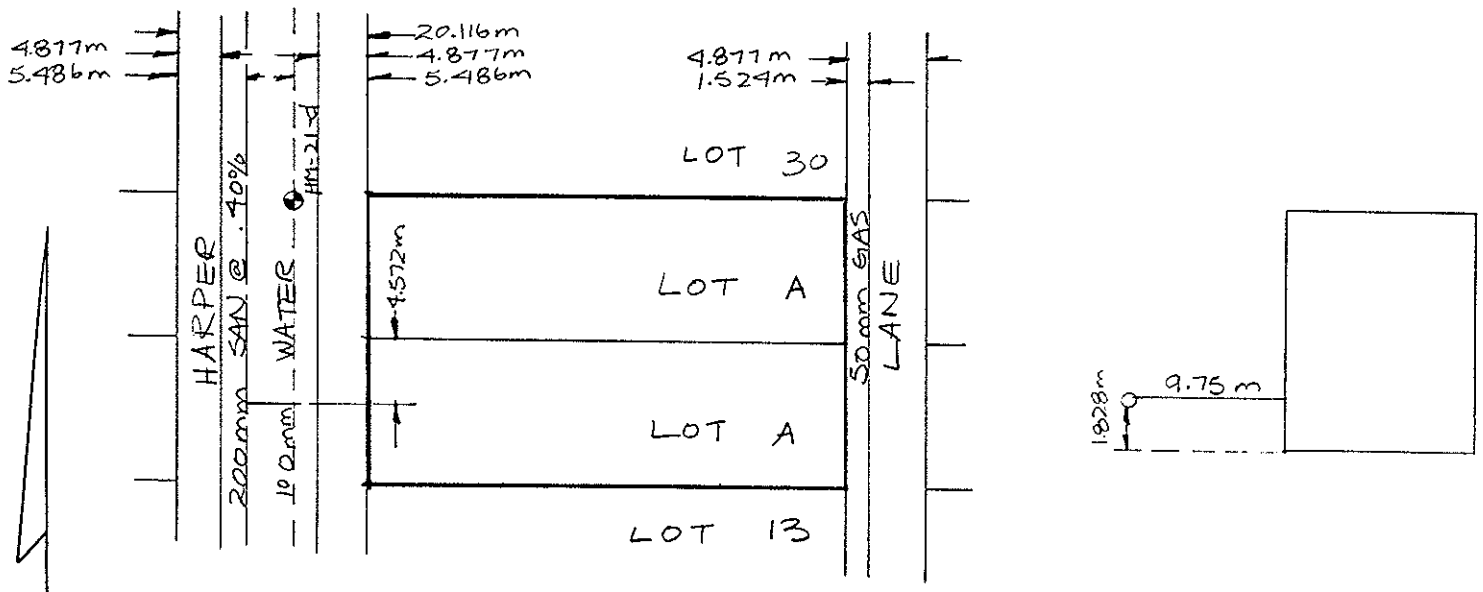 20.116m
4.877m
4.877m
4.877m
5.486m
5.486m
1.524m
HM-21-d
LOT 30
HARPER
200mm SAN @ .40%
100mm WATER
4.572m
LOT A
50mm GAS
LANE
LOT A
1.828m
9.75 m
LOT 13